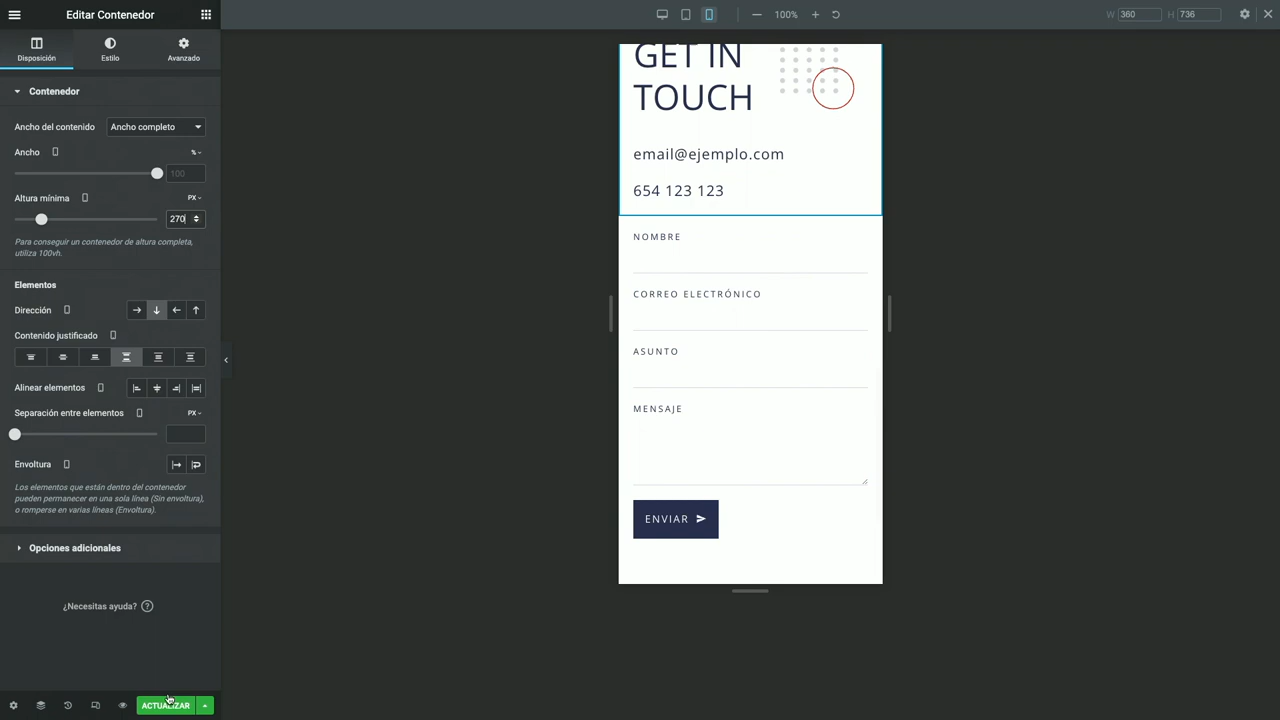 Editar Contenedor
100%
W 360
H 736
Disposición
Estilo
Avanzado
Contenedor
Ancho del contenido
Ancho completo
Ancho
%
100
Altura mínima
PX
270
Para conseguir un contenedor de altura completa,
utiliza 100vh.
Elementos
Dirección
Contenido justificado
Alinear elementos
Separación entre elementos
PX
Envoltura
Los elementos que están dentro del contenedor
pueden permanecer en una sola línea (Sin envoltura),
o romperse en varias líneas (Envoltura).
Opciones adicionales
¿Necesitas ayuda? ?
ACTUALIZAR
GET IN
TOUCH
email@ejemplo.com
654 123 123
NOMBRE
CORREO ELECTRÓNICO
ASUNTO
MENSAJE
ENVIAR